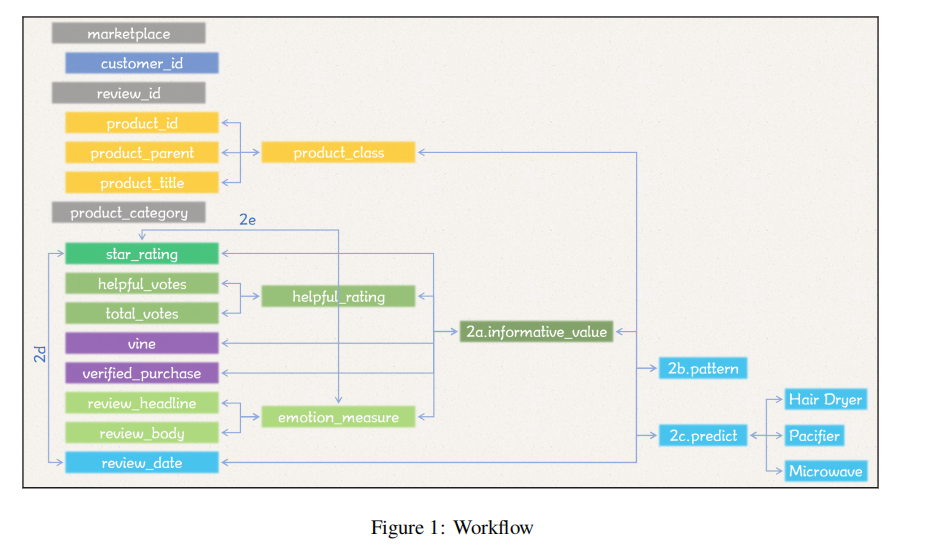 marketplace
customer_id
review_id
product_id
product_parent
product_class
product_title
product_category
2e
star_rating
helpful_votes
helpful_rating
total_votes
2a.informative_value
vine
2d
verified_purchase
2b.pattern
review_headline
emotion_measure
Hair Dryer
review_body
2c.predict
Pacifier
review_date
Microwave
Figure 1: Workflow